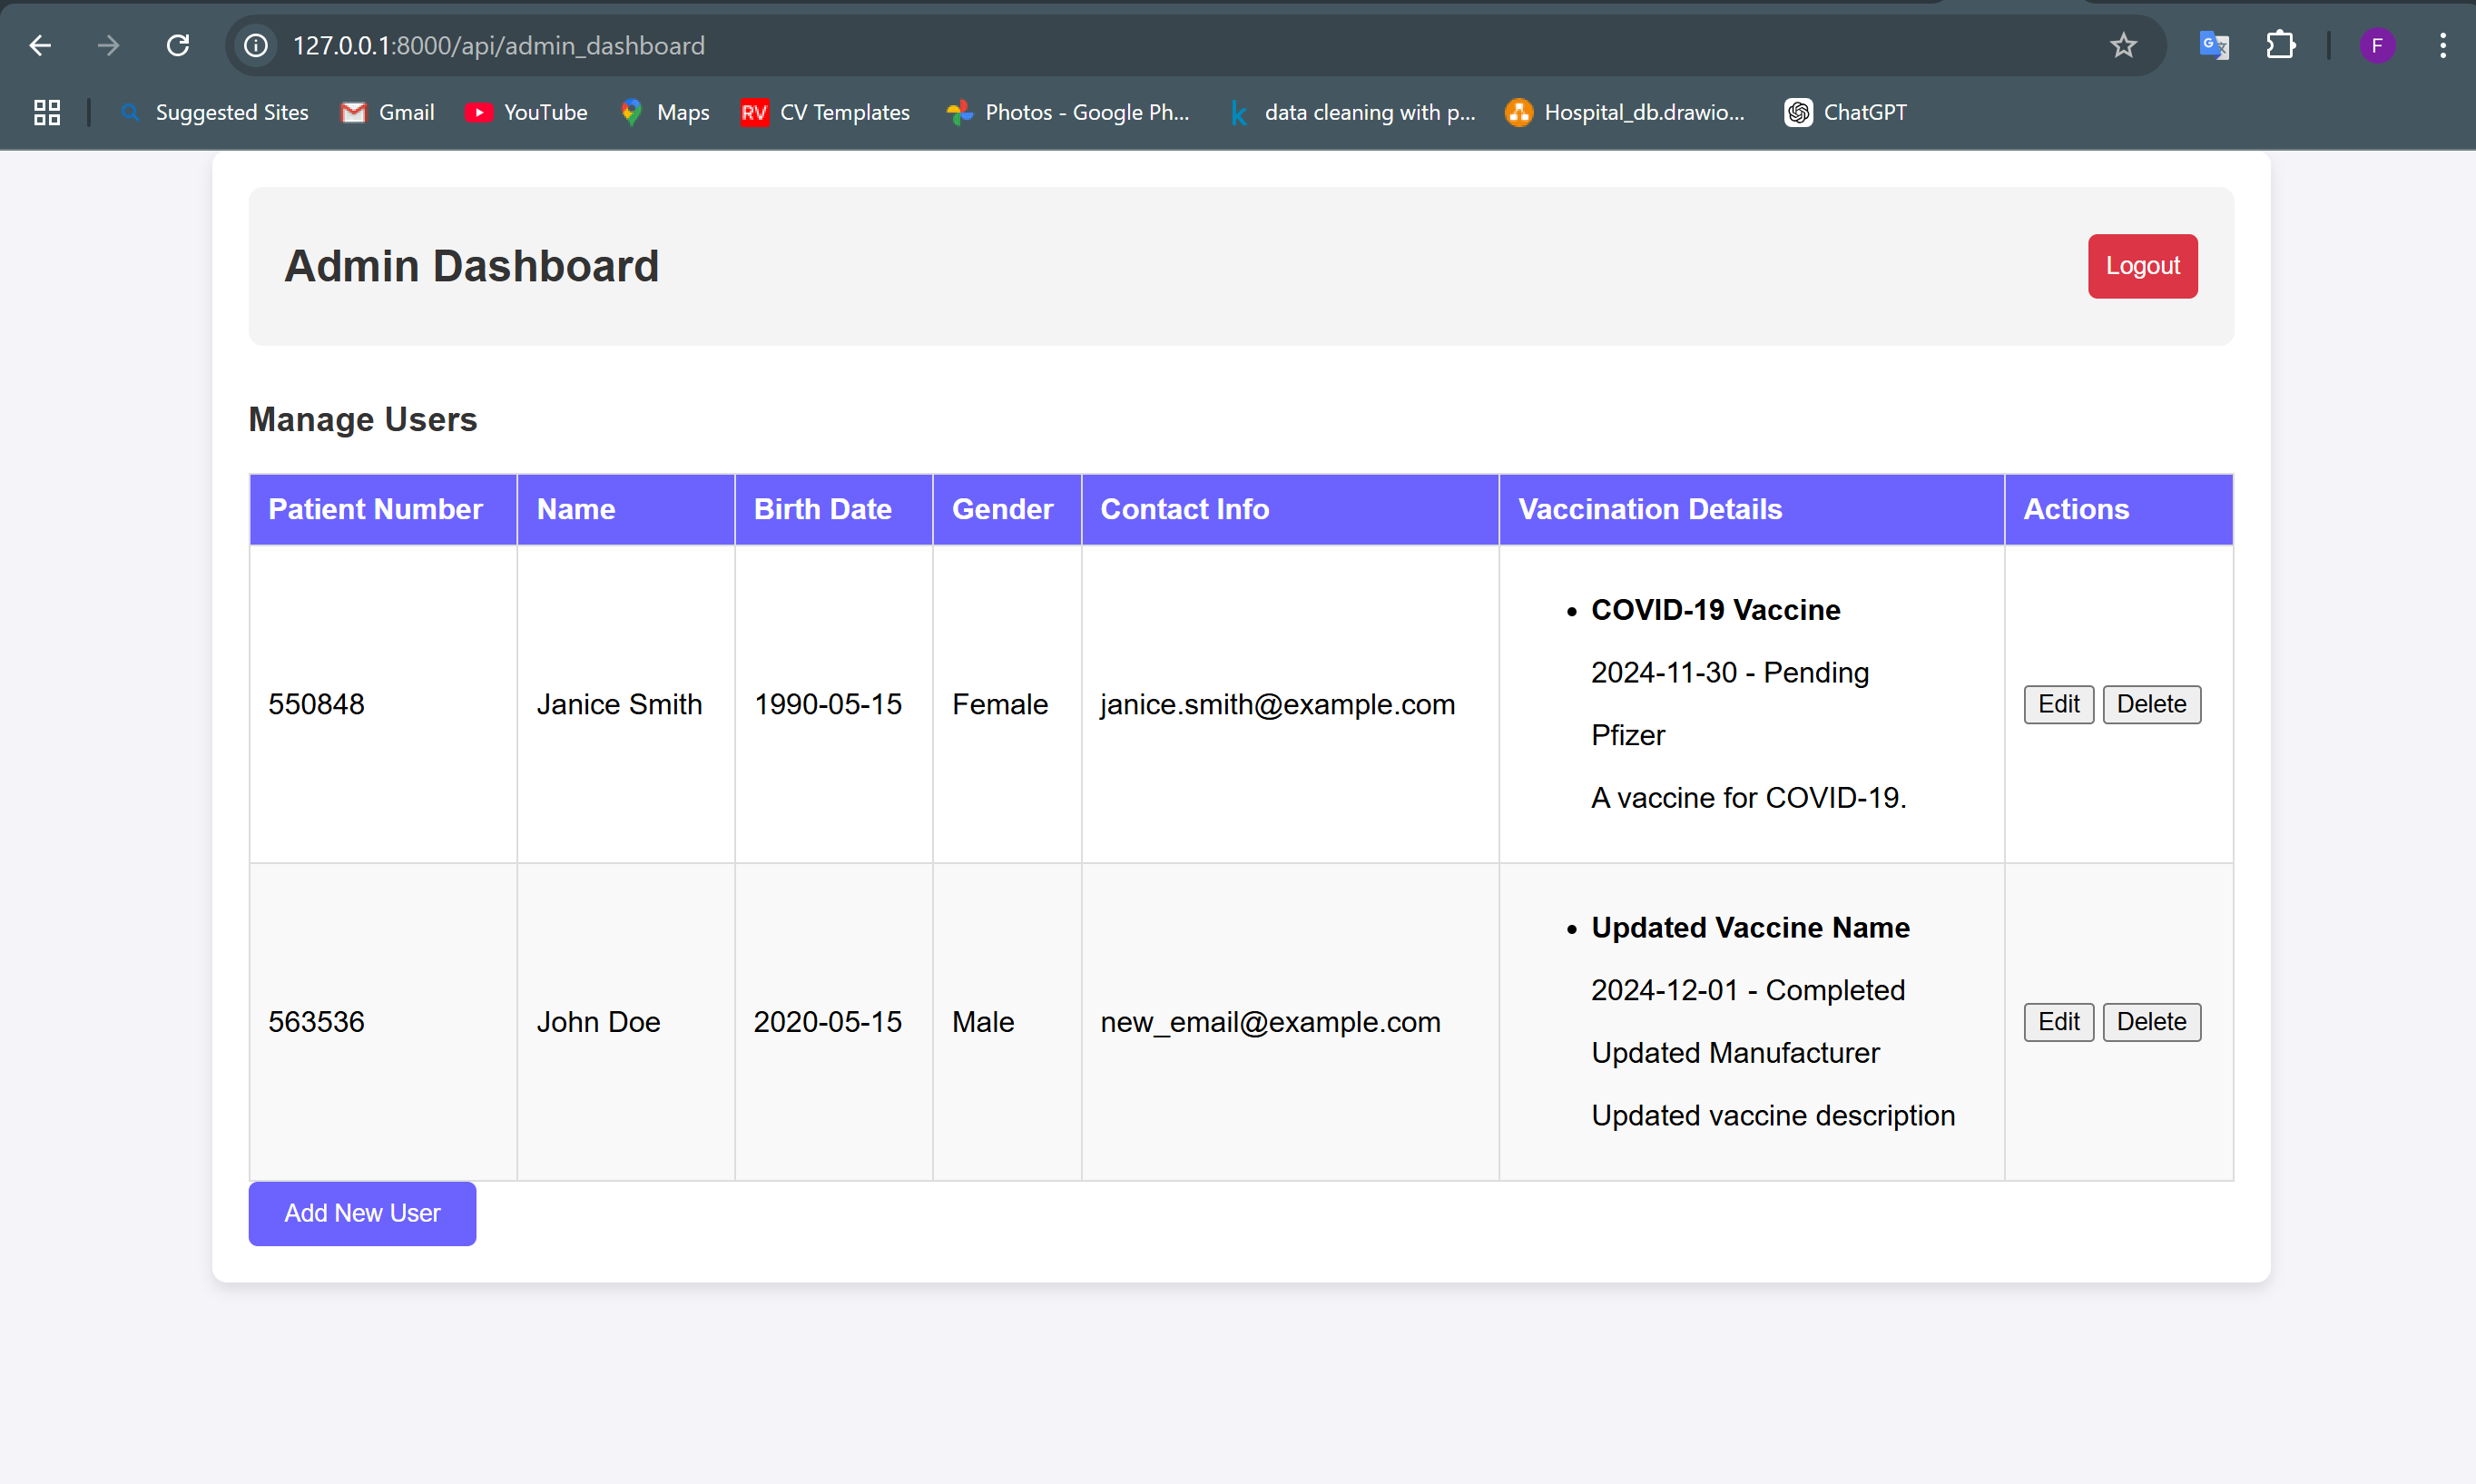 127.0.0.1:8000/api/admin_dashboard
F
Suggested Sites Gmail YouTube Maps RV CV Templates Photos - Google Ph... k data cleaning with p... Hospital_db.drawio... ChatGPT
Admin Dashboard
Logout
Manage Users
Patient Number Name Birth Date Gender Contact Info Vaccination Details Actions
550848 Janice Smith 1990-05-15 Female janice.smith@example.com
COVID-19 Vaccine
2024-11-30 - Pending
Pfizer
A vaccine for COVID-19.
Edit Delete
563536 John Doe 2020-05-15 Male new_email@example.com
Updated Vaccine Name
2024-12-01 - Completed
Updated Manufacturer
Updated vaccine description
Edit Delete
Add New User